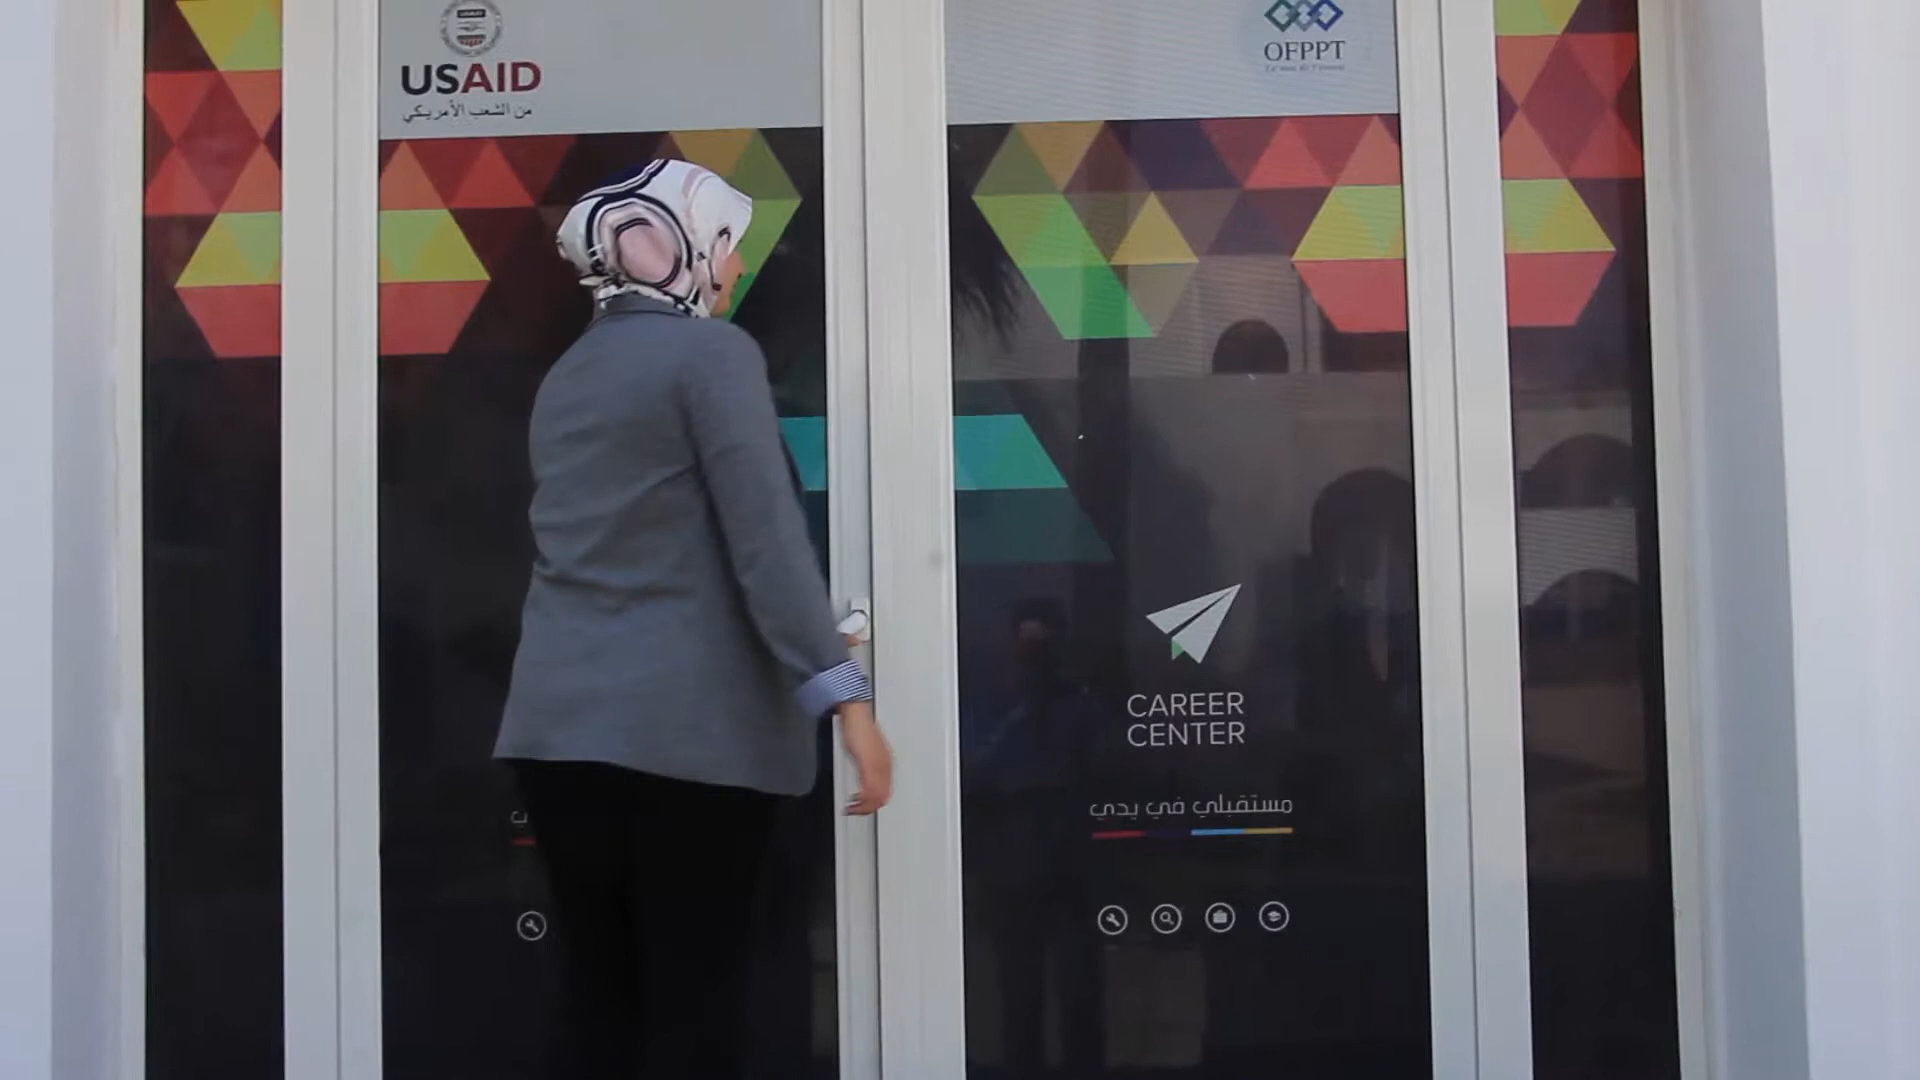 USAID
من الشعب الأمريكي
OFPPT
CAREER
CENTER
مستقبلي في يدي